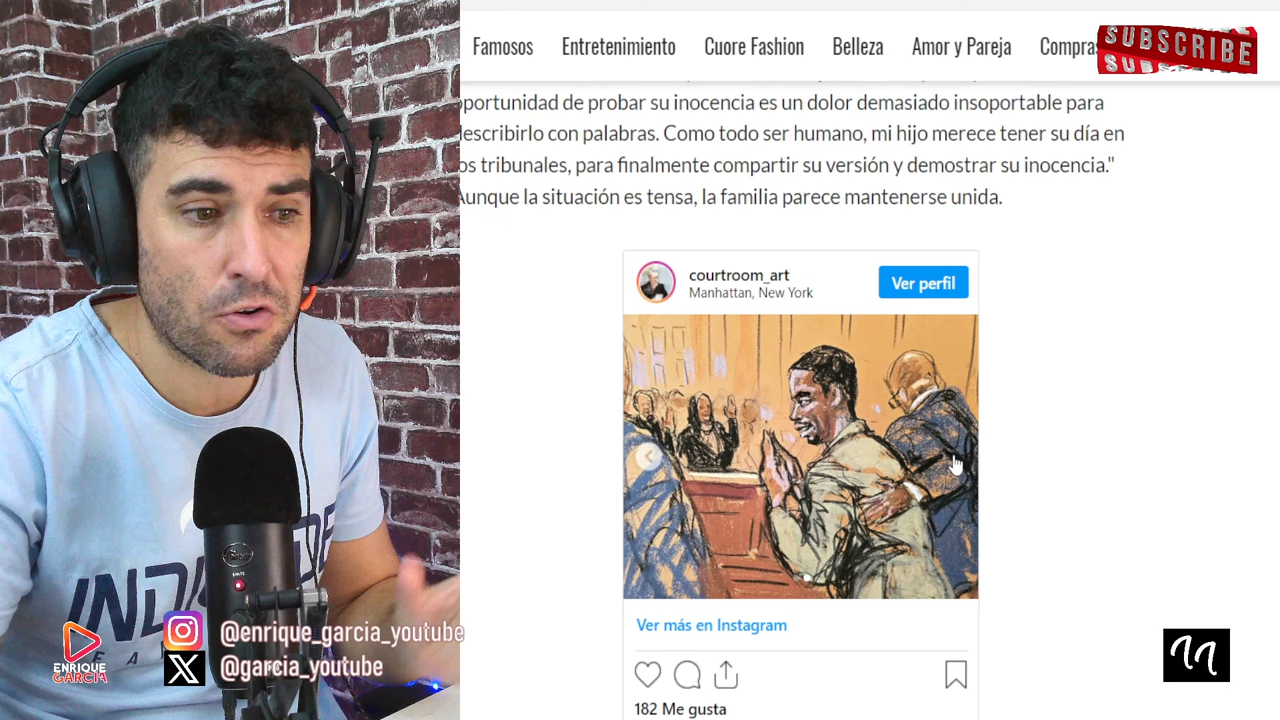 Famosos Entretenimiento Cuore Fashion Belleza Amor y Pareja Compras
SUBSCRIBE
oportunidad de probar su inocencia es un dolor demasiado insoportable para
describirlo con palabras. Como todo ser humano, mi hijo merece tener su día en
os tribunales, para finalmente compartir su versión y demostrar su inocencia."
Aunque la situación es tensa, la familia parece mantenerse unida.
courtroom_art
Manhattan, New York
Ver perfil
Ver más en Instagram
182 Me gusta
@enrique_garcia_youtube
@garcia_youtube
ENRIQUE
GARCIA